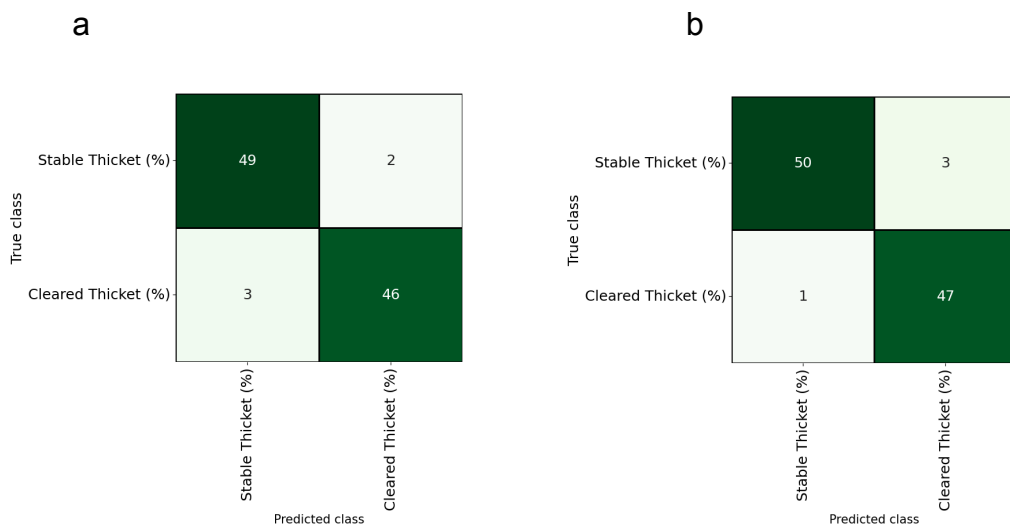 a
Stable Thicket (%)
49
2
Cleared Thicket (%)
3
46
True class
Stable Thicket (%)
Cleared Thicket (%)
Predicted class
b
Stable Thicket (%)
50
3
Cleared Thicket (%)
1
47
True class
Stable Thicket (%)
Cleared Thicket (%)
Predicted class